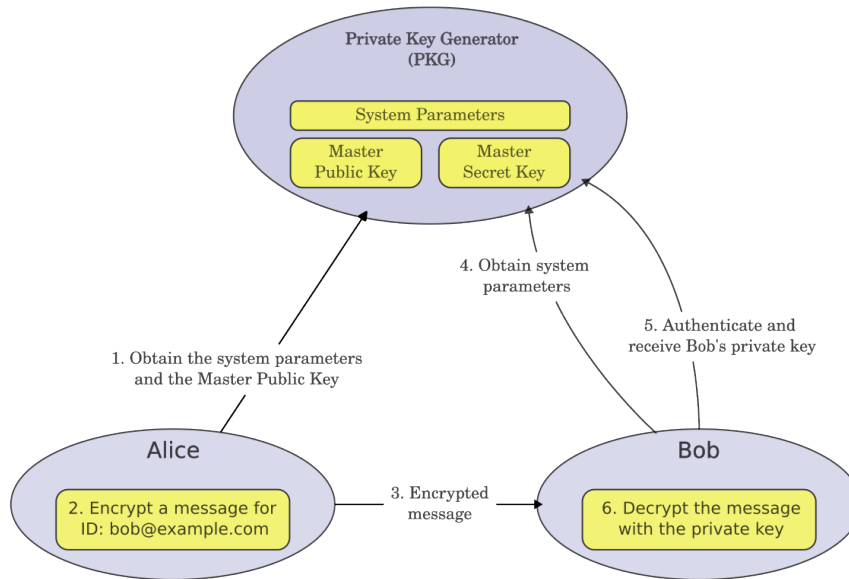 Private Key Generator
(PKG)
System Parameters
Master
Public Key
Master
Secret Key
4. Obtain system
parameters
5. Authenticate and
receive Bob's private key
1. Obtain the system parameters
and the Master Public Key
Alice
2. Encrypt a message for
ID: bob@example.com
3. Encrypted
message
Bob
6. Decrypt the message
with the private key